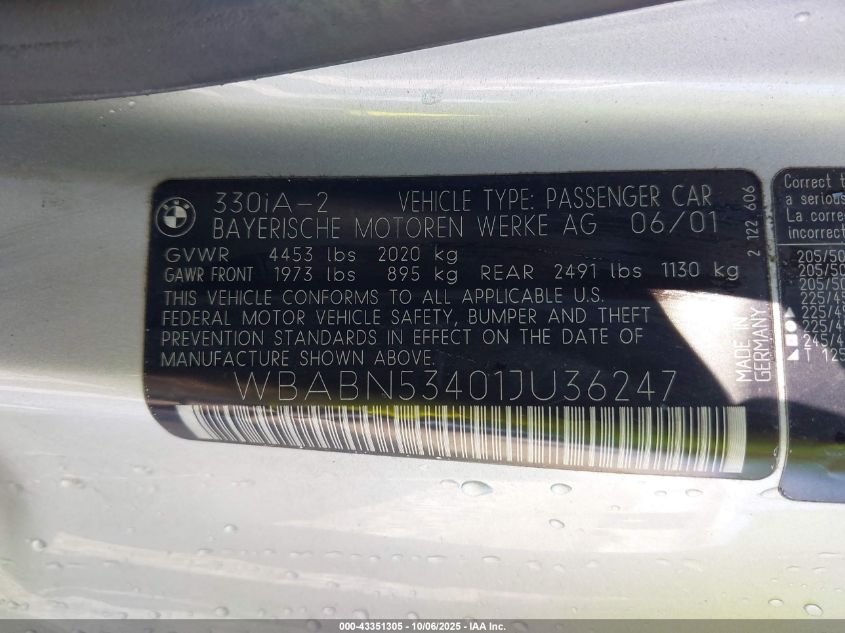 330iA-2 VEHICLE TYPE: PASSENGER CAR
BAYERISCHE MOTOREN WERKE AG 06/01
GVWR 4453 lbs 2020 kg
GAWR FRONT 1973 lbs 895 kg REAR 2491 lbs 1130 kg
THIS VEHICLE CONFORMS TO ALL APPLICABLE U.S.
FEDERAL MOTOR VEHICLE SAFETY, BUMPER AND THEFT
PREVENTION STANDARDS IN EFFECT ON THE DATE OF
MANUFACTURE SHOWN ABOVE.
WBABN53401JU36247
MADE IN
GERMANY
2 122 606
Correct t
a serious
La correc
incorrect
205/50
205/50
205/50
225/45
225/45
225/45
245/4
T 125
000-43351305 - 10/06/2025 - IAA Inc.